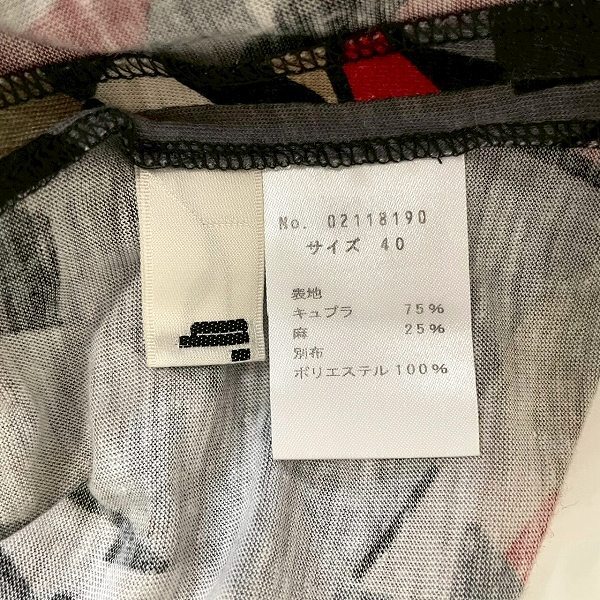 No. 02118190
サイズ 40
表地
キュプラ 75%
麻 25%
別布
ポリエステル 100%